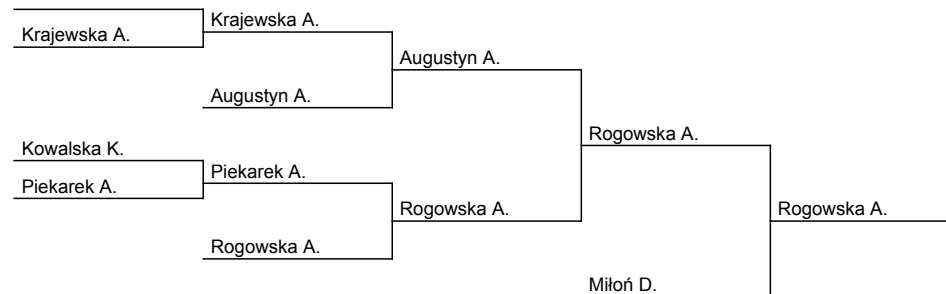 Krajewska A.
Krajewska A.
Augustyn A.
Augustyn A.
Kowalska K.
Piekarek A.
Piekarek A.
Rogowska A.
Rogowska A.
Rogowska A.
Miłoń D.
Rogowska A.